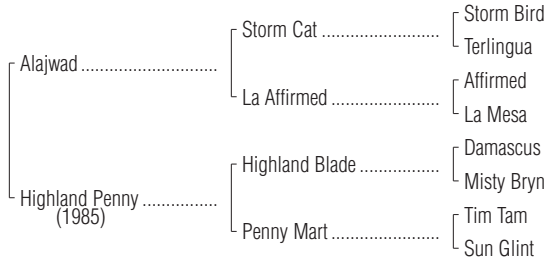 Storm Bird
Storm Cat ..............................
Terlingua
Alajwad ...................................
Affirmed
La Affirmed ............................
La Mesa
Damascus
Highland Blade .....................
Misty Bryn
Highland Penny ...................
(1985)
Tim Tam
Penny Mart ............................
Sun Glint